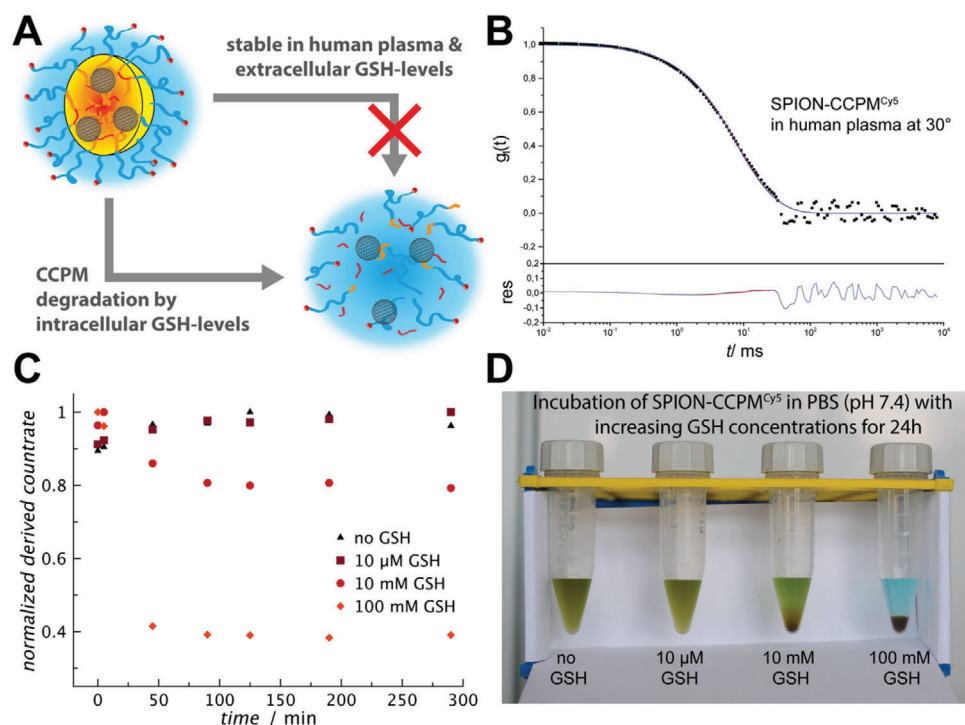 A
stable in human plasma &
extracellular GSH-levels
CCPM
degradation by
intracellular GSH-levels
B
1,0
0,8
0,6
0,4
0,2
0,0
g₁(t)
SPION-CCPMᶜʸ⁵
in human plasma at 30°
0,2
0,1
0,0
-0,1
-0,2
res
10⁻² 10⁻¹ 10⁰ 10¹ 10² 10³ 10⁴
t/ ms
C
1
0.8
0.6
0.4
normalized derived countrate
no GSH
10 µM GSH
10 mM GSH
100 mM GSH
0 50 100 150 200 250 300
time / min
D
Incubation of SPION-CCPMᶜʸ⁵ in PBS (pH 7.4) with
increasing GSH concentrations for 24h
no
GSH
10 µM
GSH
10 mM
GSH
100 mM
GSH